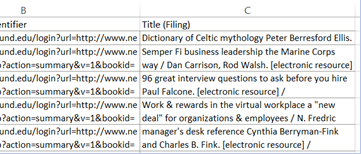 B C
entifier Title (Filing)
und.edu/login?url=http://www.ne Dictionary of Celtic mythology Peter Berresford Ellis.
und.edu/login?url=http://www.ne Semper Fi business leadership the Marine Corps
o?action=summary&v=1&bookid= way / Dan Carrison, Rod Walsh. [electronic resource]
und.edu/login?url=http://www.ne 96 great interview questions to ask before you hire
o?action=summary&v=1&bookid= Paul Falcone. [electronic resource] /
und.edu/login?url=http://www.ne Work & rewards in the virtual workplace a "new
o?action=summary&v=1&bookid= deal" for organizations & employees / N. Fredric
und.edu/login?url=http://www.ne manager's desk reference Cynthia Berryman-Fink
o?action=summary&v=1&bookid= and Charles B. Fink. [electronic resource] /